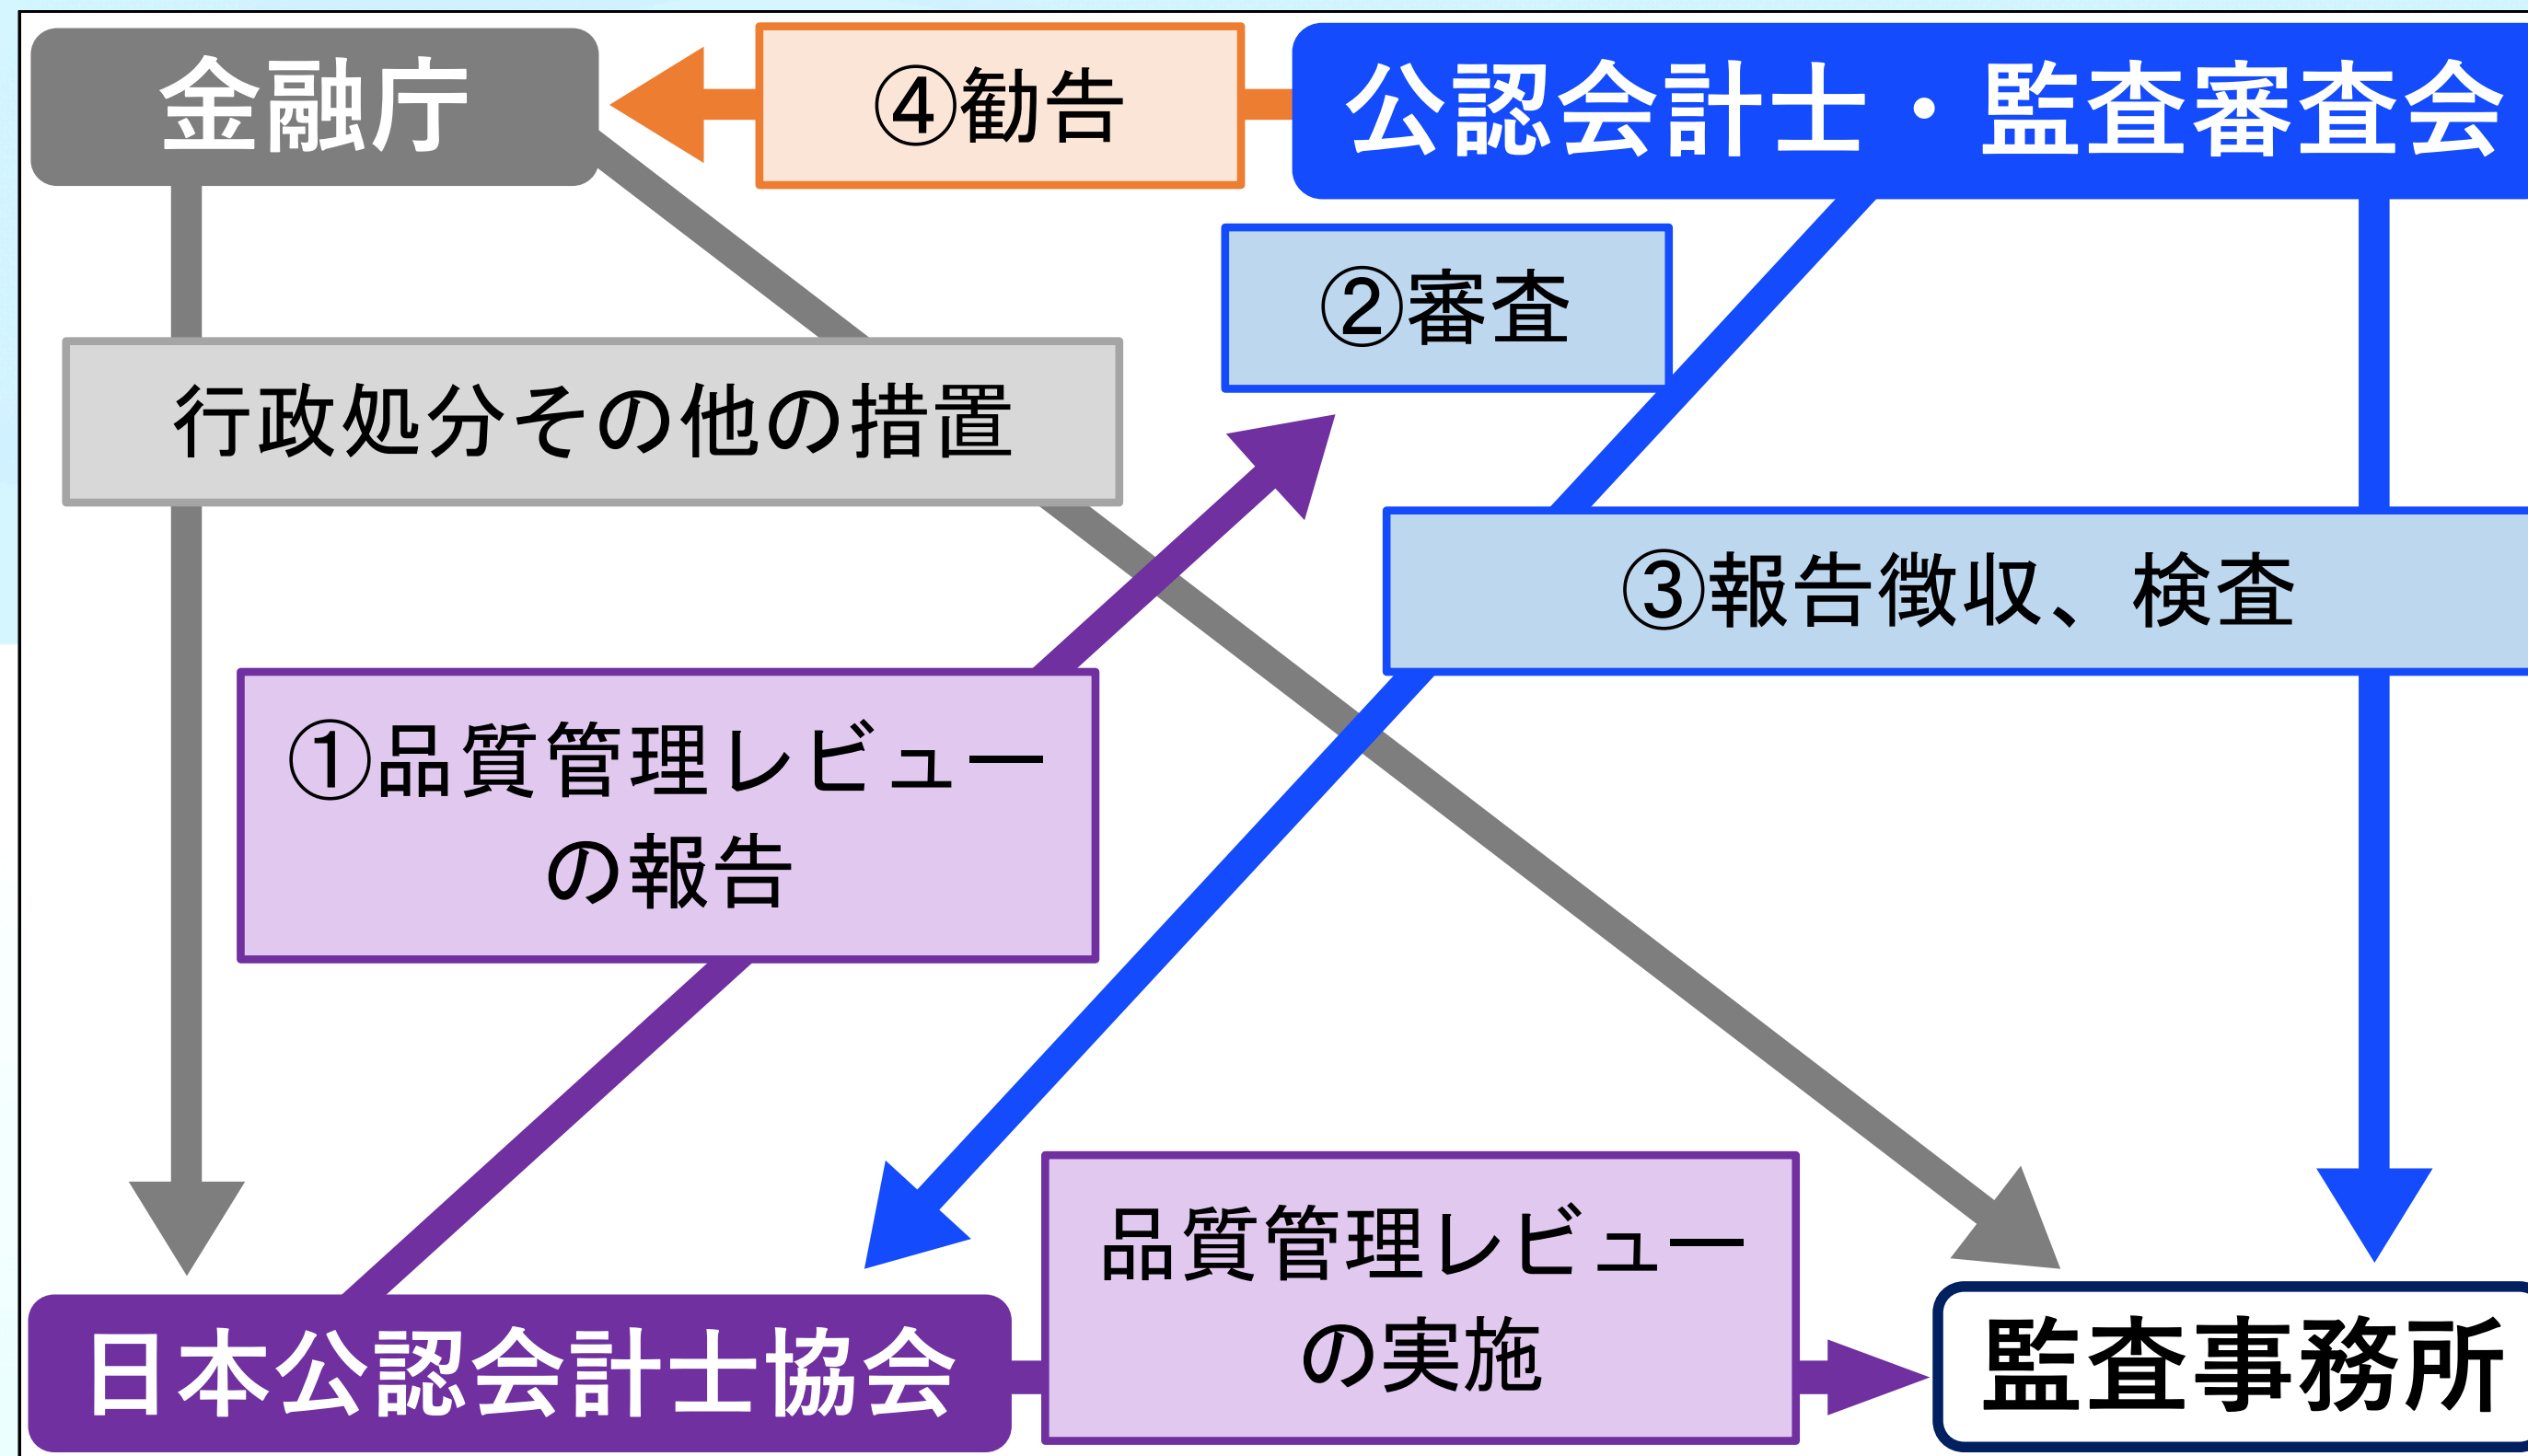 金融庁
④勧告
公認会計士・監査審査会
②審査
行政処分その他の措置
③報告徴収、検査
①品質管理レビュー
の報告
品質管理レビュー
の実施
日本公認会計士協会
監査事務所